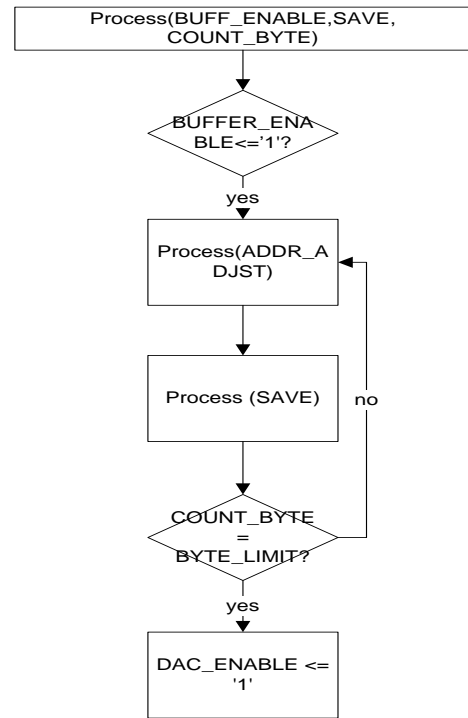 Process(BUFF_ENABLE,SAVE,
COUNT_BYTE)
BUFFER_ENA
BLE<='1'?
yes
Process(ADDR_A
DJST)
Process (SAVE)
no
COUNT_BYTE
=
BYTE_LIMIT?
yes
DAC_ENABLE <=
'1'